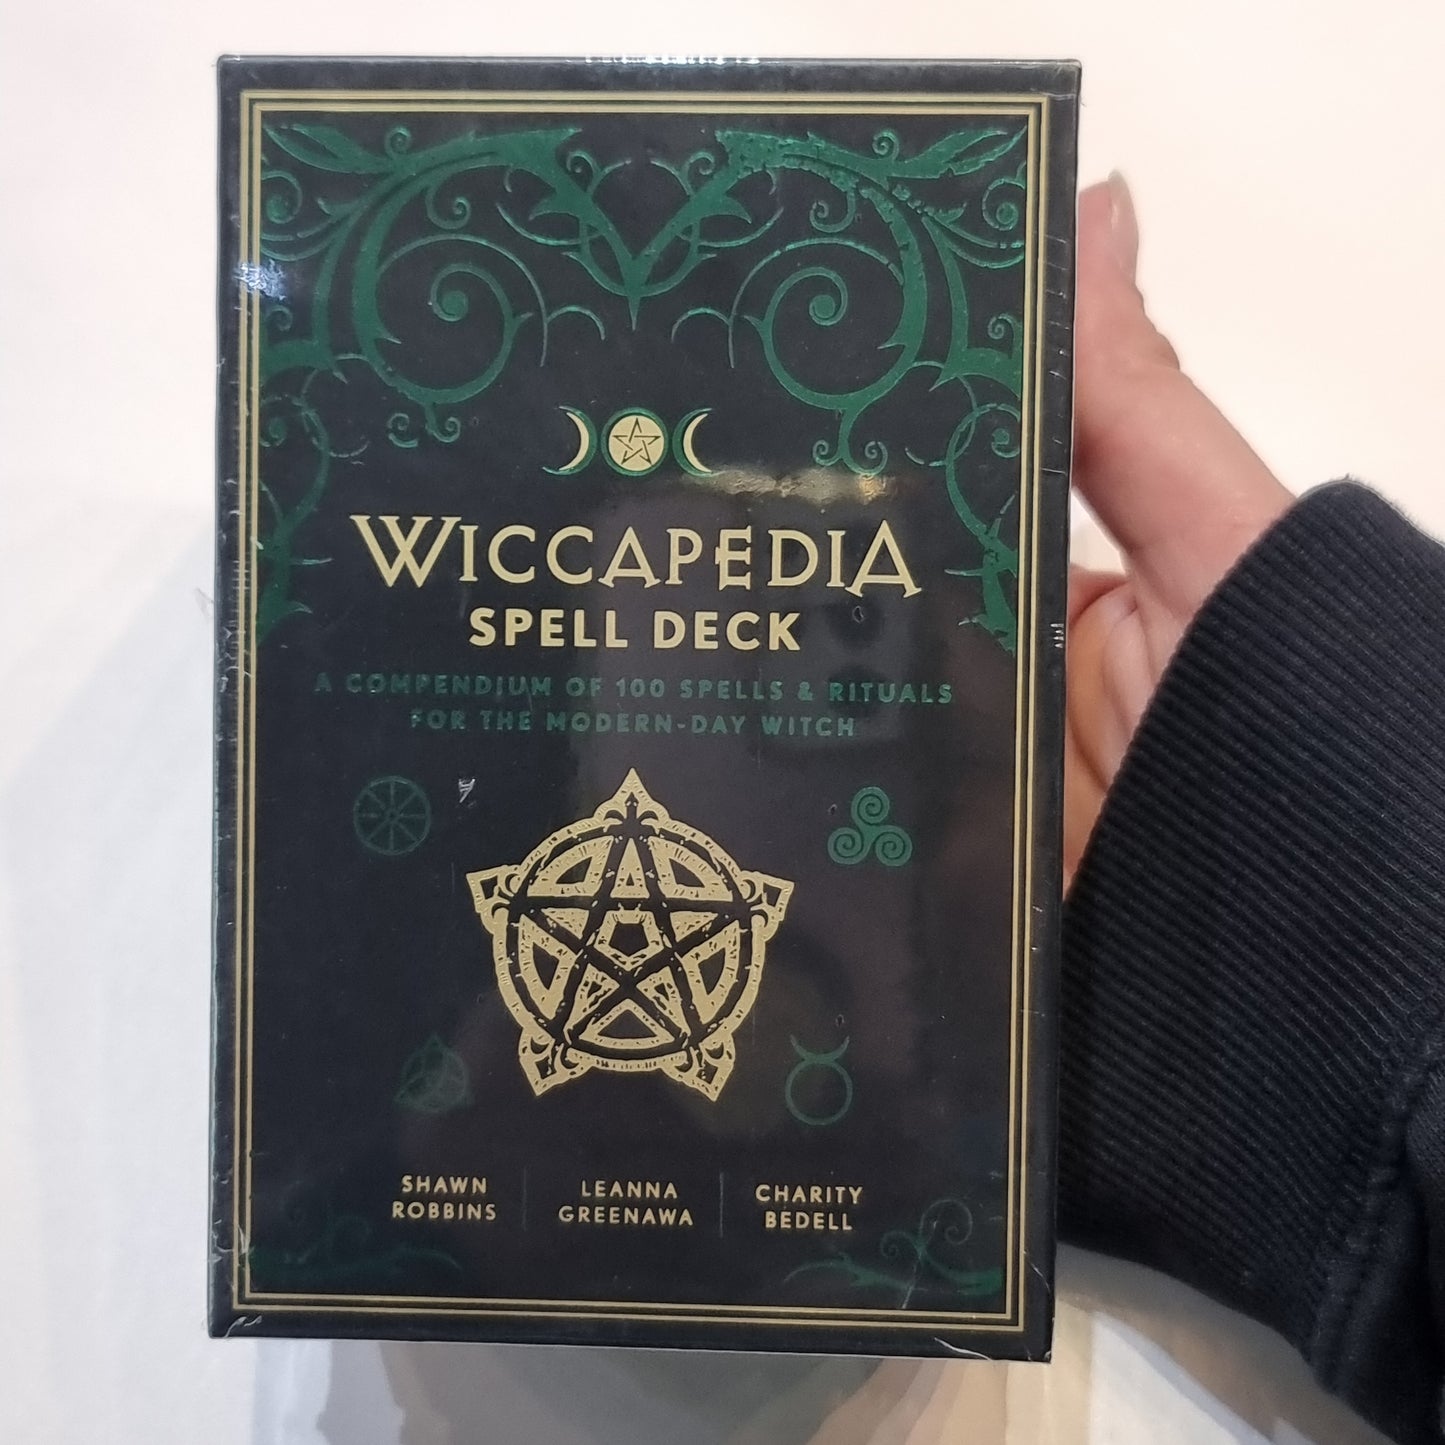 WICCAPEDIA
SPELL DECK
A COMPENDIUM OF 100 SPELLS & RITUALS
FOR THE MODERN-DAY WITCH
SHAWN
ROBBINS
LEANNA
GREENAWA
CHARITY
BEDELL